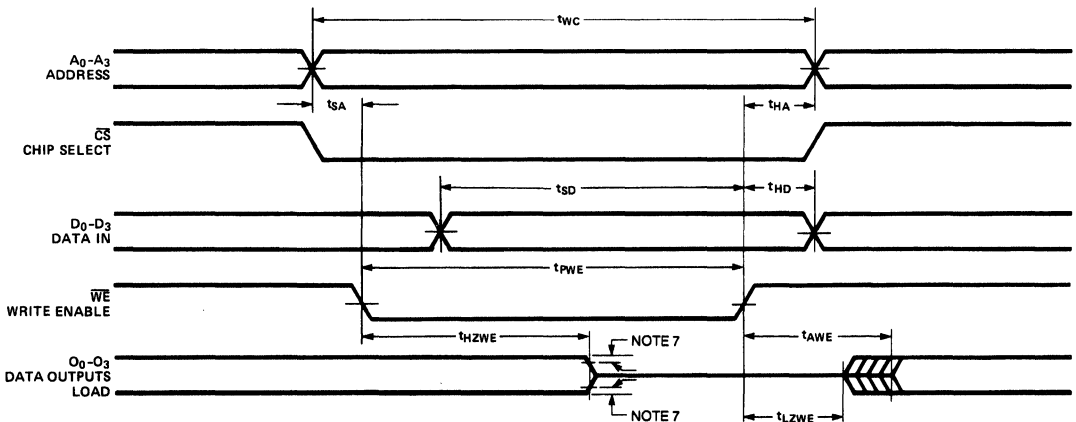 tWC
A0–A3
ADDRESS
tSA
tHA
CS
CHIP SELECT
tSD
tHD
D0–D3
DATA IN
tPWE
WE
WRITE ENABLE
tHZWE
NOTE 7
tAWE
O0–O3
DATA OUTPUTS
LOAD
NOTE 7
tLZWE